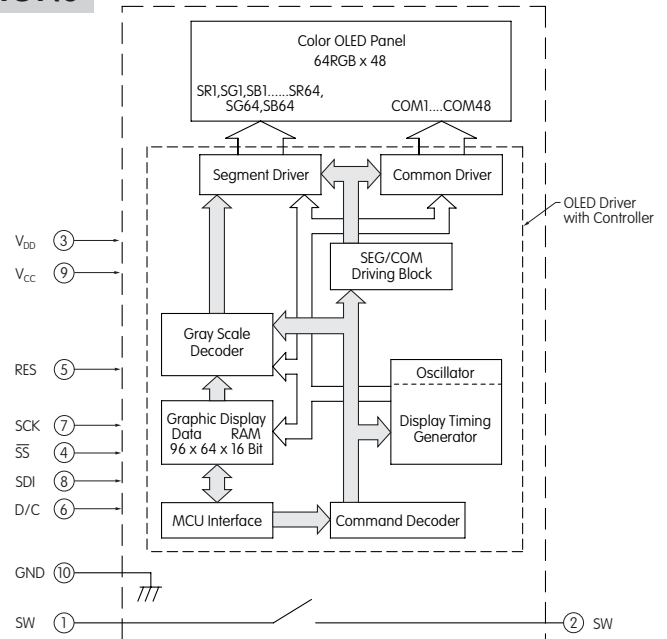 Color OLED Panel
64RGB x 48
SR1,SG1,SB1......SR64,
SG64,SB64
COM1....COM48
Segment Driver
Common Driver
OLED Driver
with Controller
VDD 3
VCC 9
SEG/COM
Driving Block
Gray Scale
Decoder
RES 5
Oscillator
SCK 7
Graphic Display
Data RAM
96 x 64 x 16 Bit
Display Timing
Generator
S̅S̅ 4
SDI 8
D/C 6
MCU Interface
Command Decoder
GND 10
SW 1
2 SW